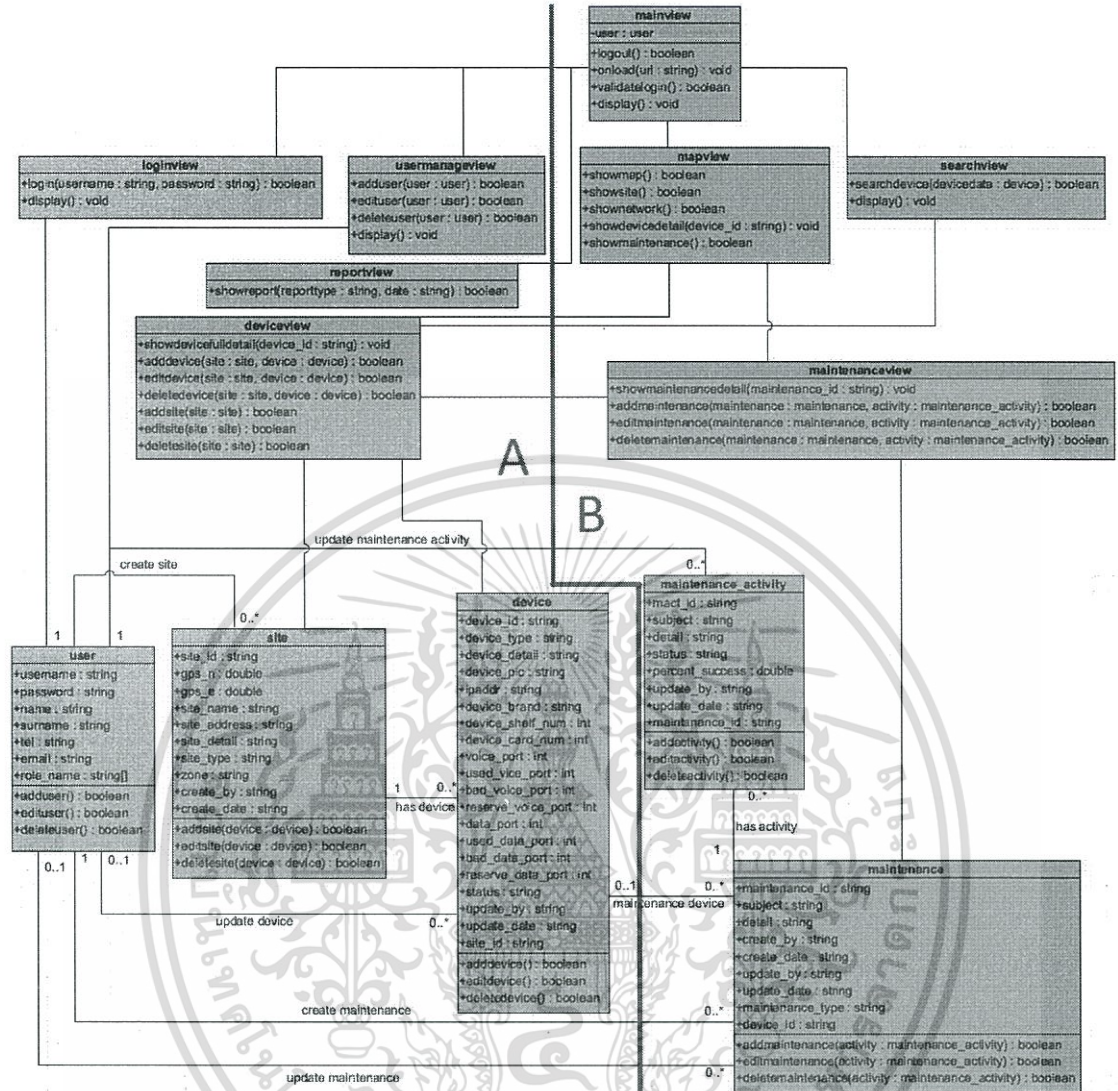 mainview
-user : user
+logout() : boolean
+onload(url : string) : void
+validatelogin() : boolean
+display() : void
loginview
+login(username : string, password : string) : boolean
+display() : void
usermanageview
+adduser(user : user) : boolean
+edituser(user : user) : boolean
+deleteuser(user : user) : boolean
+display() : void
mapview
+showmap() : boolean
+showsite() : boolean
+shownetwork() : boolean
+showdevicedetail(device_id : string) : void
+showmaintenance() : boolean
searchview
+searchdevice(devicedata : device) : boolean
+display() : void
reportview
+showreport(reporttype : string, date : string) : boolean
deviceview
+showdevicefulldetail(device_id : string) : void
+adddevice(site : site, device : device) : boolean
+editdevice(site : site, device : device) : boolean
+deletedevice(site : site, device : device) : boolean
+addsite(site : site) : boolean
+editsite(site : site) : boolean
+deletesite(site : site) : boolean
maintenanceview
+showmaintenancedetail(maintenance_id : string) : void
+addmaintenance(maintenance : maintenance, activity : maintenance_activity) : boolean
+editmaintenance(maintenance : maintenance, activity : maintenance_activity) : boolean
+deletemaintenance(maintenance : maintenance, activity : maintenance_activity) : boolean
A
B
update maintenance activity
create site
0..*
0..*
1
1
user
+username : string
+password : string
+name : string
+surname : string
+tel : string
+email : string
+role_name : string[]
+adduser() : boolean
+edituser() : boolean
+deleteuser() : boolean
site
+site_id : string
+gps_n : double
+gps_e : double
+site_name : string
+site_address : string
+site_detail : string
+site_type : string
+zone : string
+create_by : string
+create_date : string
+addsite(device : device) : boolean
+editsite(device : device) : boolean
+deletesite(device : device) : boolean
1
0..*
has device
device
+device_id : string
+device_type : string
+device_detail : string
+device_pic : string
+ipaddr : string
+device_brand : string
+device_shelf_num : int
+device_card_num : int
+voice_port : int
+used_vice_port : int
+bad_voice_port : int
+reserve_voice_port : int
+data_port : int
+used_data_port : int
+bad_data_port : int
+reserve_data_port : int
+status : string
+update_by : string
+update_date : string
+site_id : string
+adddevice() : boolean
+editdevice() : boolean
+deletedevice() : boolean
maintenance_activity
+mact_id : string
+subject : string
+detail : string
+status : string
+percent_success : double
+update_by : string
+update_date : string
+maintenance_id : string
+addactivity() : boolean
+editactivity() : boolean
+deleteactivity() : boolean
0..*
has activity
1
0..1
0..*
maintenance device
maintenance
+maintenance_id : string
+subject : string
+detail : string
+create_by : string
+create_date : string
+update_by : string
+update_date : string
+maintenance_type : string
+device_id : string
+addmaintenance(activity : maintenance_activity) : boolean
+editmaintenance(activity : maintenance_activity) : boolean
+deletemaintenance(activity : maintenance_activity) : boolean
0..1
1
0..1
update device
0..*
create maintenance
0..*
update maintenance
0..*